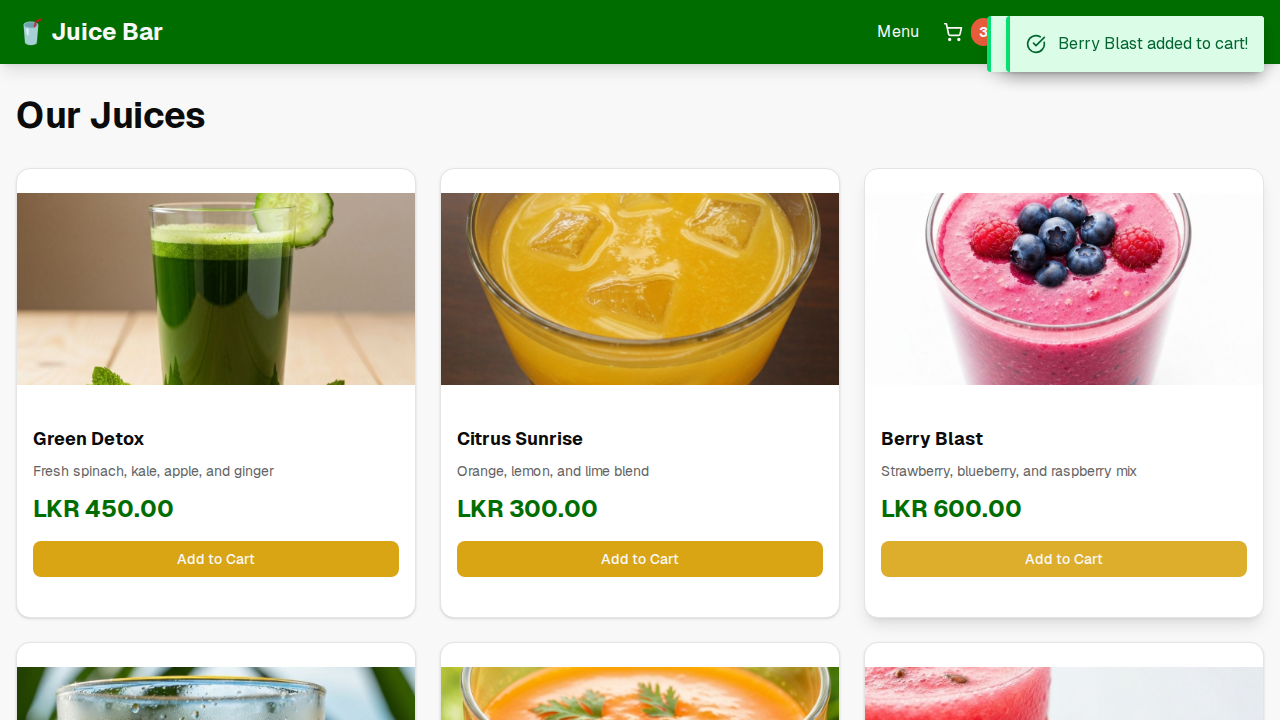 Juice Bar
Menu
3
Berry Blast added to cart!
Our Juices
Green Detox
Fresh spinach, kale, apple, and ginger
LKR 450.00
Add to Cart
Citrus Sunrise
Orange, lemon, and lime blend
LKR 300.00
Add to Cart
Berry Blast
Strawberry, blueberry, and raspberry mix
LKR 600.00
Add to Cart